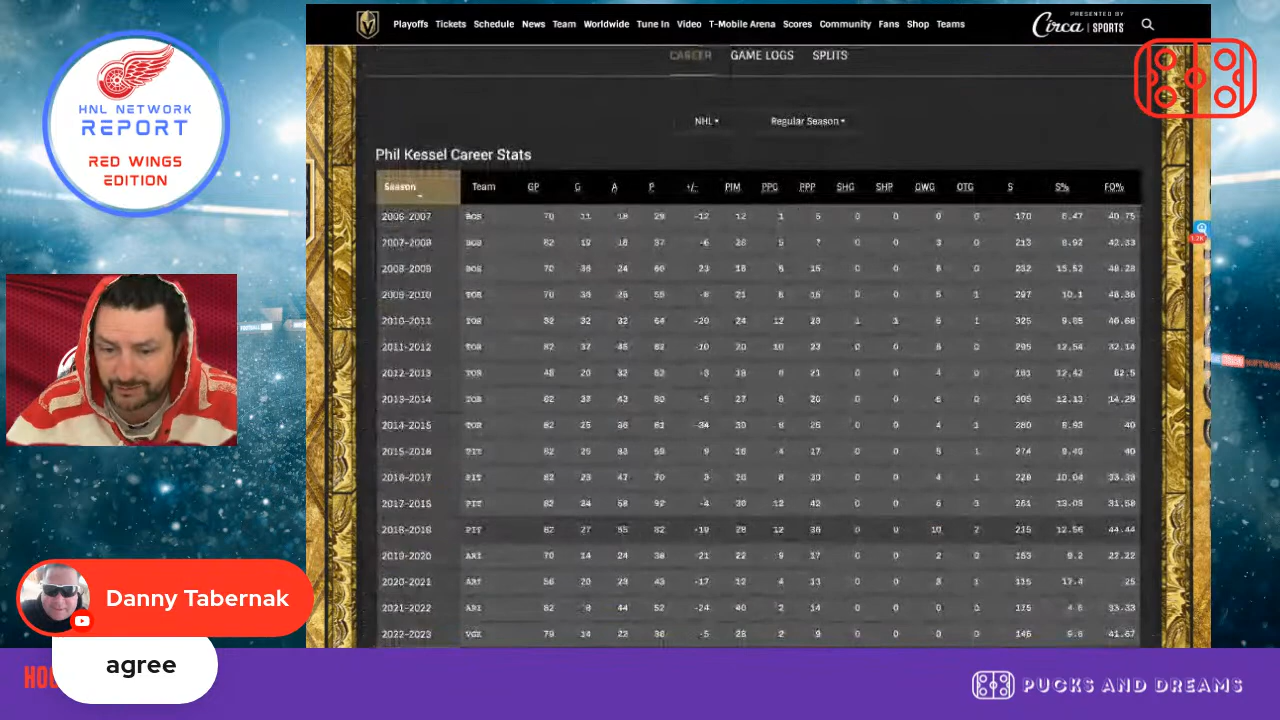 Playoffs Tickets Schedule News Team Worldwide Tune In Video T-Mobile Arena Scores Community Fans Shop Teams
PRESENTED BY
Circa | SPORTS
HNL NETWORK
REPORT
RED WINGS
EDITION
CAREER GAME LOGS SPLITS
NHL Regular Season
Phil Kessel Career Stats
Season Team GP G A P +/- PIM PPG PPP SHG SHP GWG OTG S S% FO%
2006-2007 BOS 70 11 18 29 -12 12 1 5 0 0 0 0 170 6.47 40.75
2007-2008 BOS 82 19 18 37 -6 28 5 7 0 0 3 0 213 8.92 42.33
2008-2009 BOS 70 36 24 60 23 16 0 0 0 232 15.52 48.28
2009-2010 TOR 70 30 25 55 -8 21 0 0 5 1 297 10.1
2010-2011 TOR 82 32 32 64 -20 24 12 1 1 6 1 325 9.85 46.68
2011-2012 TOR 82 37 45 82 -10 20 10 23 0 0 0 295 12.54 32.14
2012-2013 TOR 48 20 32 52 -3 18 21 0 0 4 0 161 12.42 62.5
2013-2014 TOR 82 37 43 80 -5 27 20 0 0 6 0 305 12.13 14.29
2014-2015 TOR 82 25 36 61 -34 30 0 0 4 1 280 8.93 40
2015-2016 PIT 82 26 33 59 9 18 4 17 0 0 1 274 9.49 40
2016-2017 PIT 82 23 47 70 3 20 30 0 0 4 1 229 10.04 33.33
2017-2018 PIT 82 34 58 92 -4 30 12 42 0 0 6 3 261 13.03 31.58
2018-2019 PIT 82 27 55 82 -19 28 12 36 0 0 10 2 215 12.56 44.44
2019-2020 ARI 70 14 24 38 -21 22 9 17 0 0 2 0 153 9.2 22.22
2020-2021 ARI 56 20 23 43 -17 12 4 13 0 0 1 115 17.4 25
2021-2022 ARI 82 8 44 52 -24 40 2 14 0 0 0 175 4.6 33.33
2022-2023 VGK 79 14 22 36 -5 28 2 9 0 0 0 0 146 9.6 41.67
Danny Tabernak
agree
HOC
PUCKS AND DREAMS